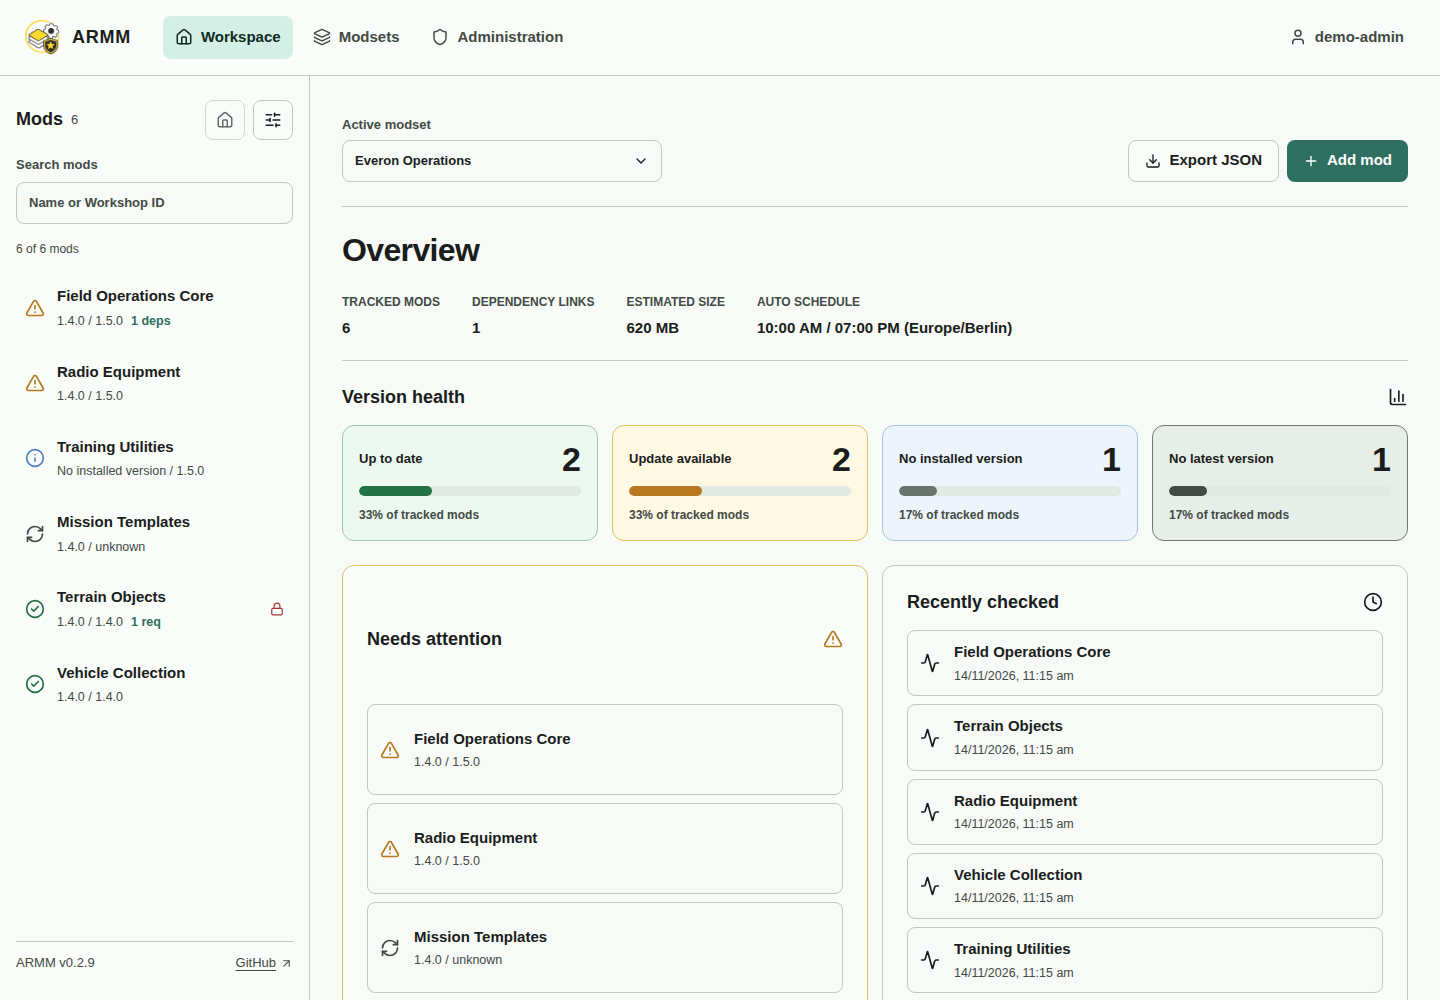 ARMM
Workspace
Modsets
Administration
demo-admin
Mods 6
Search mods
Name or Workshop ID
6 of 6 mods
Field Operations Core
1.4.0 / 1.5.0 1 deps
Radio Equipment
1.4.0 / 1.5.0
Training Utilities
No installed version / 1.5.0
Mission Templates
1.4.0 / unknown
Terrain Objects
1.4.0 / 1.4.0 1 req
Vehicle Collection
1.4.0 / 1.4.0
ARMM v0.2.9
GitHub
Active modset
Everon Operations
Export JSON
Add mod
Overview
TRACKED MODS
6
DEPENDENCY LINKS
1
ESTIMATED SIZE
620 MB
AUTO SCHEDULE
10:00 AM / 07:00 PM (Europe/Berlin)
Version health
Up to date 2
33% of tracked mods
Update available 2
33% of tracked mods
No installed version 1
17% of tracked mods
No latest version 1
17% of tracked mods
Needs attention
Field Operations Core
1.4.0 / 1.5.0
Radio Equipment
1.4.0 / 1.5.0
Mission Templates
1.4.0 / unknown
Recently checked
Field Operations Core
14/11/2026, 11:15 am
Terrain Objects
14/11/2026, 11:15 am
Radio Equipment
14/11/2026, 11:15 am
Vehicle Collection
14/11/2026, 11:15 am
Training Utilities
14/11/2026, 11:15 am